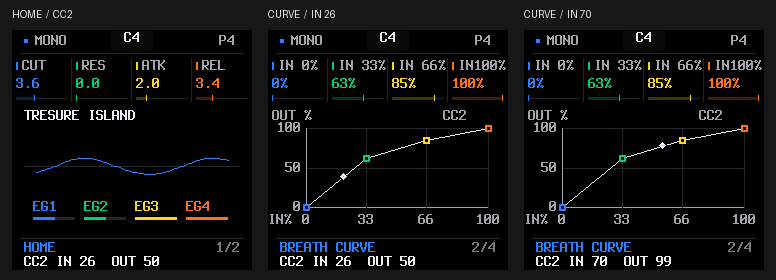 HOME / CC2
MONO C4 P4
CUT RES ATK REL
3.6 0.0 2.0 3.4
TRESURE ISLAND
EG1 EG2 EG3 EG4
HOME 1/2
CC2 IN 26 OUT 50
CURVE / IN 26
MONO C4 P4
IN 0% IN 33% IN 66% IN100%
0% 63% 85% 100%
OUT % CC2
100
50
0
IN% 0 33 66 100
BREATH CURVE 2/4
CC2 IN 26 OUT 50
CURVE / IN 70
MONO C4 P4
IN 0% IN 33% IN 66% IN100%
0% 63% 85% 100%
OUT % CC2
100
50
0
IN% 0 33 66 100
BREATH CURVE 2/4
CC2 IN 70 OUT 99